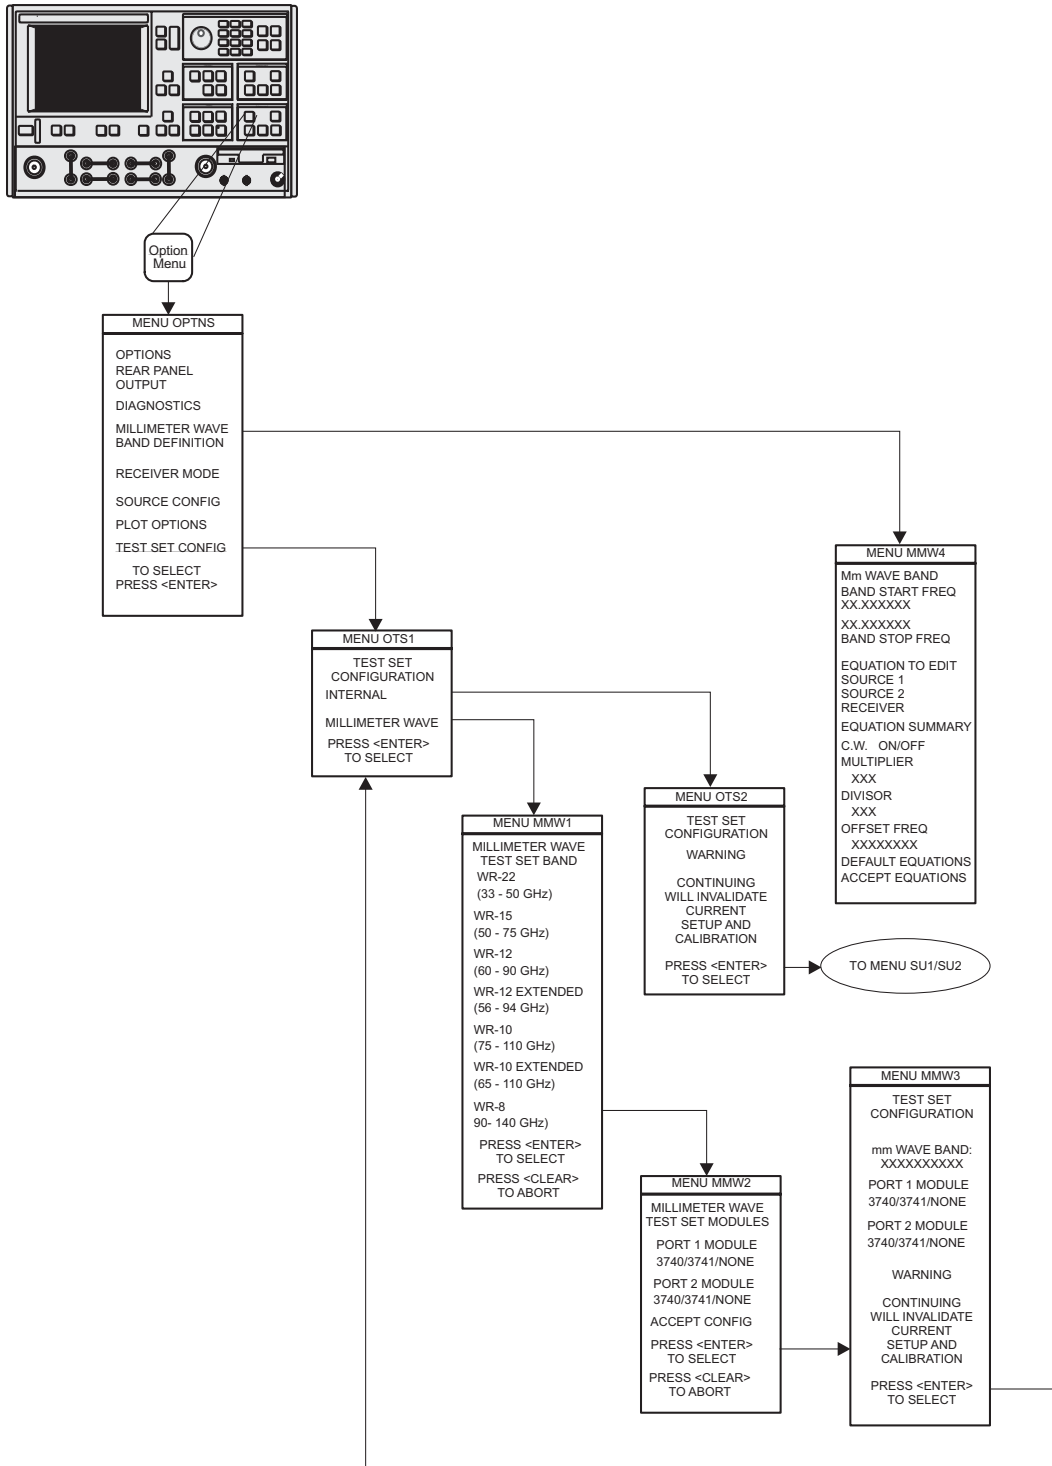 Option
Menu
MENU OPTNS
OPTIONS
REAR PANEL
OUTPUT
DIAGNOSTICS
MILLIMETER WAVE
BAND DEFINITION
RECEIVER MODE
SOURCE CONFIG
PLOT OPTIONS
TEST SET CONFIG
TO SELECT
PRESS <ENTER>
MENU OTS1
TEST SET
CONFIGURATION
INTERNAL
MILLIMETER WAVE
PRESS <ENTER>
TO SELECT
MENU MMW1
MILLIMETER WAVE
TEST SET BAND
WR-22
(33 - 50 GHz)
WR-15
(50 - 75 GHz)
WR-12
(60 - 90 GHz)
WR-12 EXTENDED
(56 - 94 GHz)
WR-10
(75 - 110 GHz)
WR-10 EXTENDED
(65 - 110 GHz)
WR-8
90- 140 GHz)
PRESS <ENTER>
TO SELECT
PRESS <CLEAR>
TO ABORT
MENU OTS2
TEST SET
CONFIGURATION
WARNING
CONTINUING
WILL INVALIDATE
CURRENT
SETUP AND
CALIBRATION
PRESS <ENTER>
TO SELECT
TO MENU SU1/SU2
MENU MMW4
Mm WAVE BAND
BAND START FREQ
XX.XXXXXX
XX.XXXXXX
BAND STOP FREQ
EQUATION TO EDIT
SOURCE 1
SOURCE 2
RECEIVER
EQUATION SUMMARY
C.W. ON/OFF
MULTIPLIER
XXX
DIVISOR
XXX
OFFSET FREQ
XXXXXXXX
DEFAULT EQUATIONS
ACCEPT EQUATIONS
MENU MMW2
MILLIMETER WAVE
TEST SET MODULES
PORT 1 MODULE
3740/3741/NONE
PORT 2 MODULE
3740/3741/NONE
ACCEPT CONFIG
PRESS <ENTER>
TO SELECT
PRESS <CLEAR>
TO ABORT
MENU MMW3
TEST SET
CONFIGURATION
mm WAVE BAND:
XXXXXXXXXX
PORT 1 MODULE
3740/3741/NONE
PORT 2 MODULE
3740/3741/NONE
WARNING
CONTINUING
WILL INVALIDATE
CURRENT
SETUP AND
CALIBRATION
PRESS <ENTER>
TO SELECT